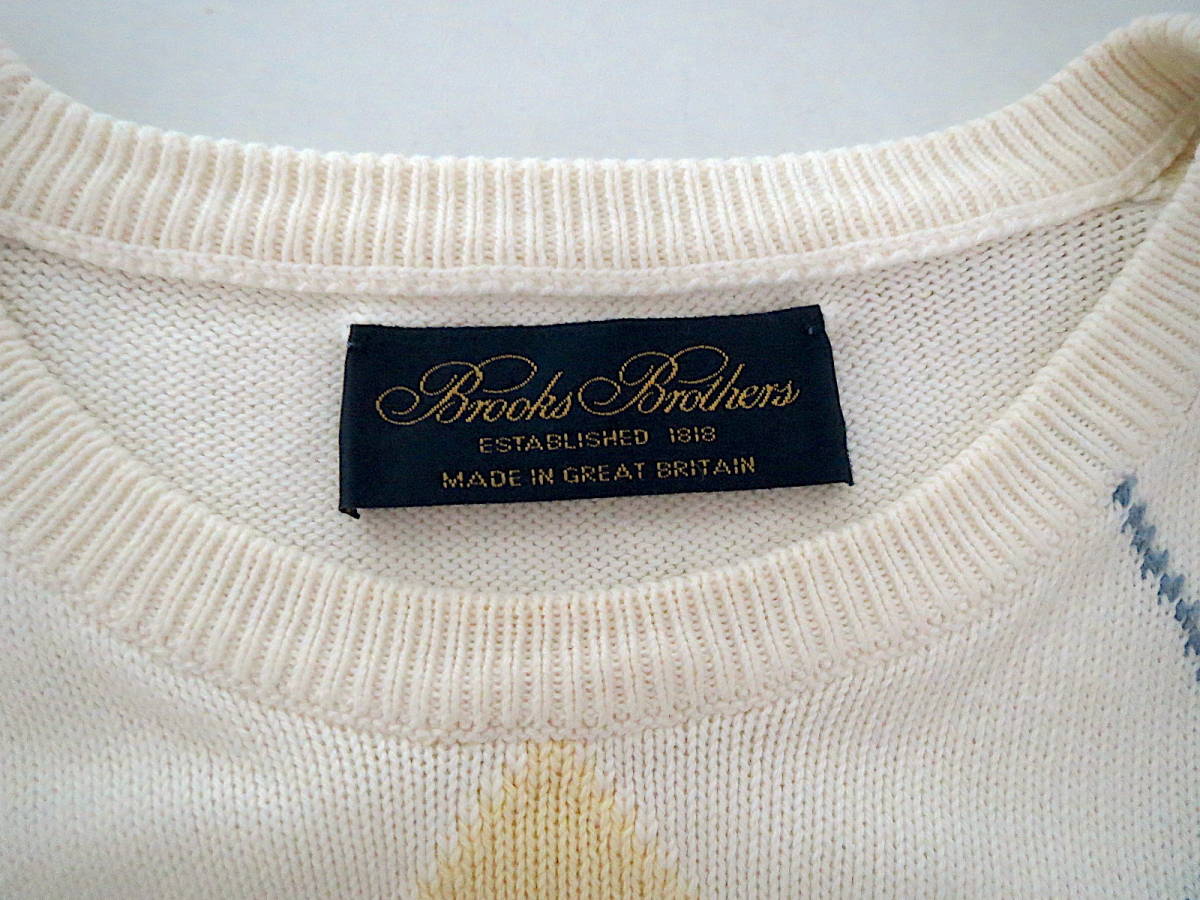 Brooks Brothers
ESTABLISHED 1818
MADE IN GREAT BRITAIN